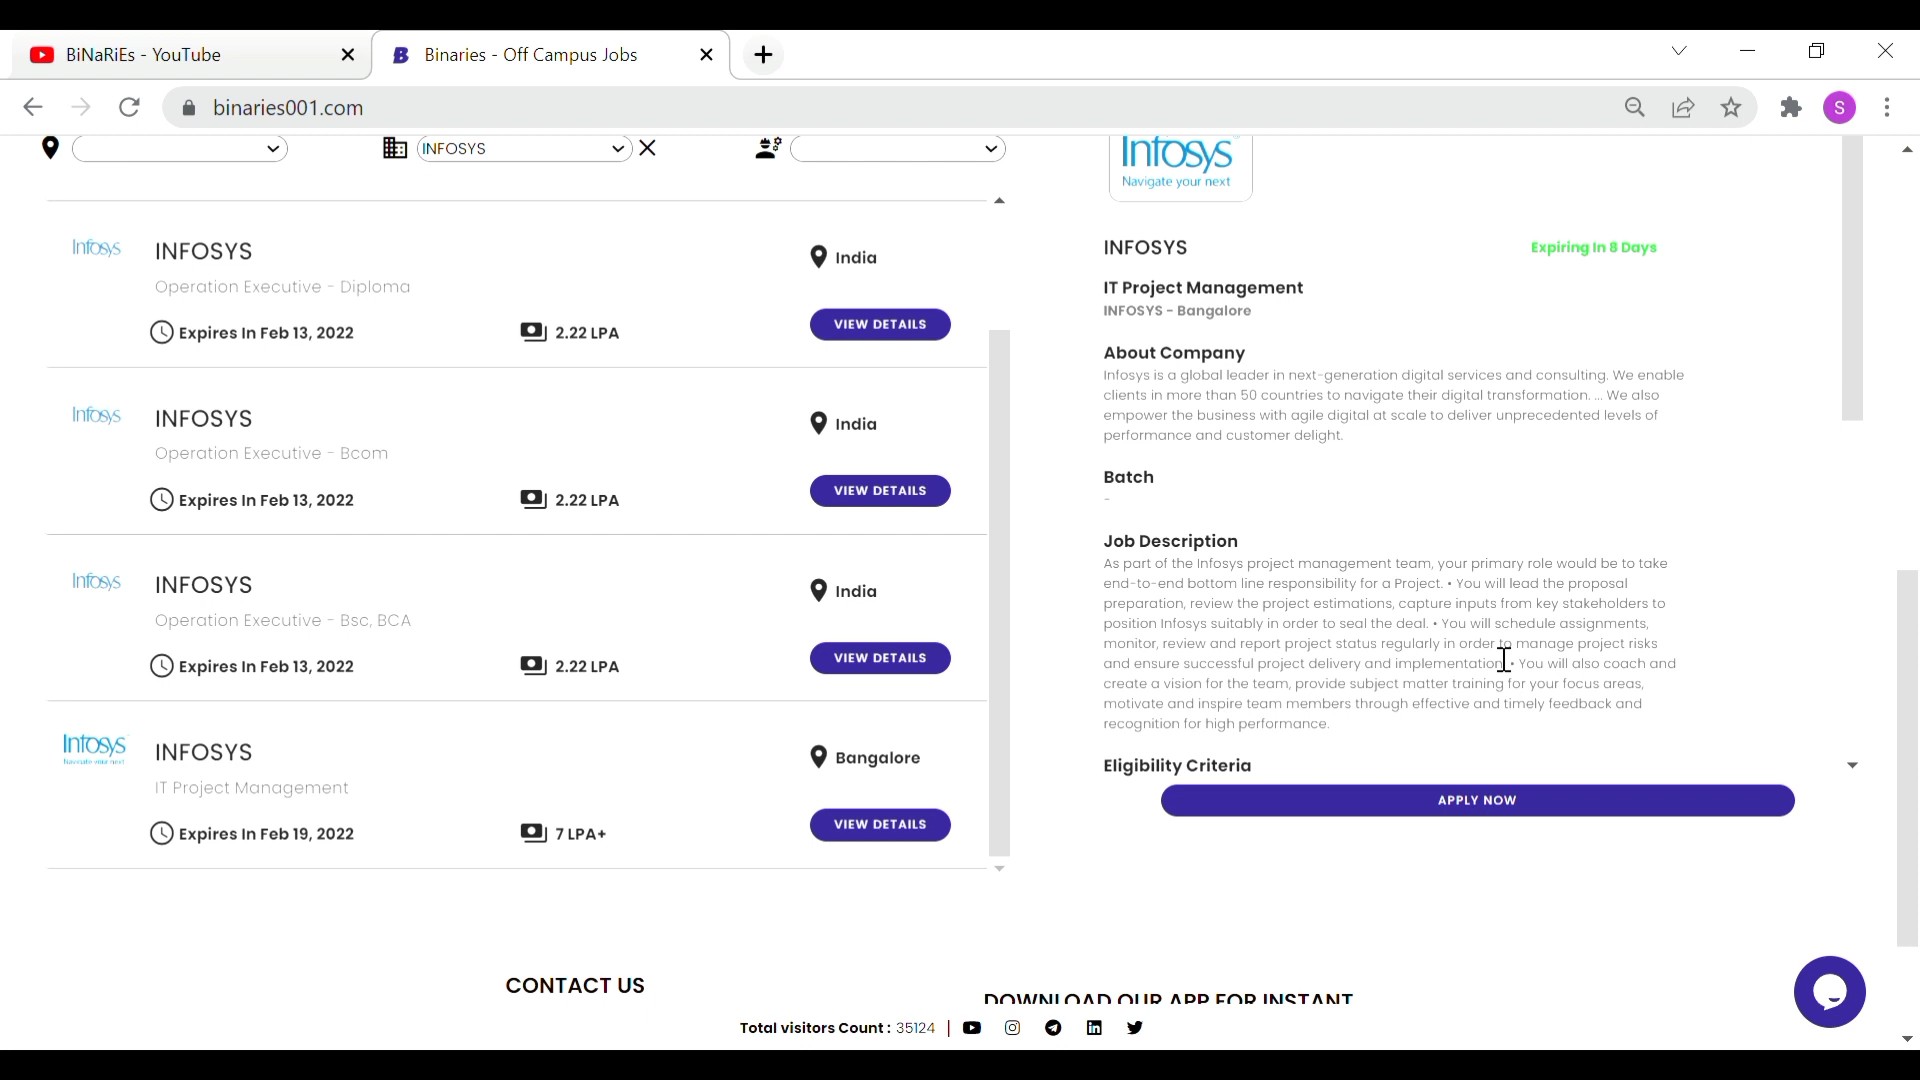 BiNaRiEs - YouTube
Binaries - Off Campus Jobs
binaries001.com
S
INFOSYS
Infosys
INFOSYS
Operation Executive - Diploma
India
Expires In Feb 13, 2022
2.22 LPA
VIEW DETAILS
Infosys
INFOSYS
Operation Executive - Bcom
India
Expires In Feb 13, 2022
2.22 LPA
VIEW DETAILS
Infosys
INFOSYS
Operation Executive - Bsc, BCA
India
Expires In Feb 13, 2022
2.22 LPA
VIEW DETAILS
Infosys
Navigate your next
INFOSYS
IT Project Management
Bangalore
Expires In Feb 19, 2022
7 LPA+
VIEW DETAILS
Infosys
Navigate your next
INFOSYS
Expiring In 8 Days
IT Project Management
INFOSYS - Bangalore
About Company
Infosys is a global leader in next-generation digital services and consulting. We enable
clients in more than 50 countries to navigate their digital transformation. ... We also
empower the business with agile digital at scale to deliver unprecedented levels of
performance and customer delight.
Batch
-
Job Description
As part of the Infosys project management team, your primary role would be to take
end-to-end bottom line responsibility for a Project. • You will lead the proposal
preparation, review the project estimations, capture inputs from key stakeholders to
position Infosys suitably in order to seal the deal. • You will schedule assignments,
monitor, review and report project status regularly in order to manage project risks
and ensure successful project delivery and implementation. • You will also coach and
create a vision for the team, provide subject matter training for your focus areas,
motivate and inspire team members through effective and timely feedback and
recognition for high performance.
Eligibility Criteria
APPLY NOW
CONTACT US
DOWNLOAD OUR APP FOR INSTANT
Total visitors Count : 35124